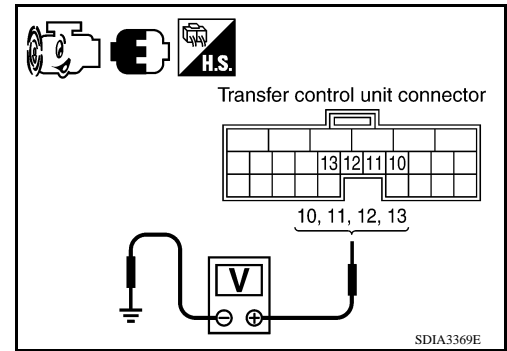 H.S.
Transfer control unit connector
13 12 11 10
10, 11, 12, 13
V
SDIA3369E